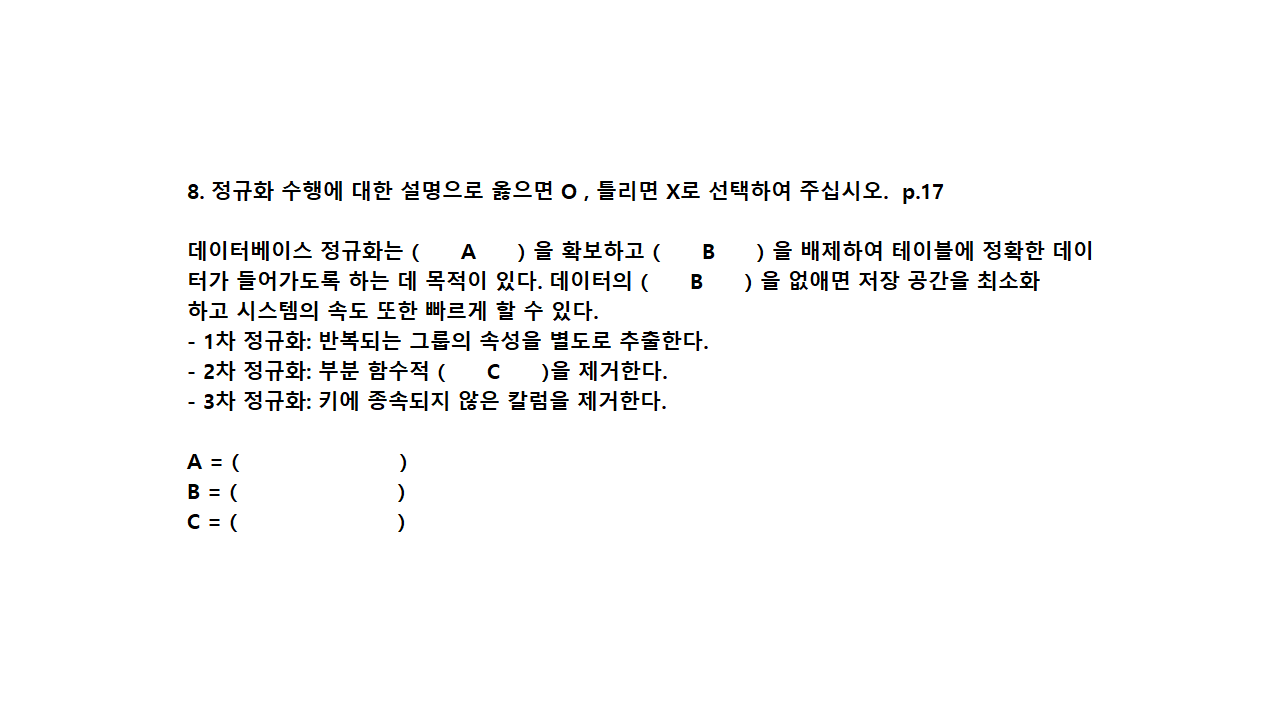 8. 정규화 수행에 대한 설명으로 옳으면 O , 틀리면 X로 선택하여 주십시오.  p.17
데이터베이스 정규화는 (      A      ) 을 확보하고 (      B      ) 을 배제하여 테이블에 정확한 데이
터가 들어가도록 하는 데 목적이 있다. 데이터의 (      B      ) 을 없애면 저장 공간을 최소화
하고 시스템의 속도 또한 빠르게 할 수 있다.
- 1차 정규화: 반복되는 그룹의 속성을 별도로 추출한다.
- 2차 정규화: 부분 함수적 (      C      )을 제거한다.
- 3차 정규화: 키에 종속되지 않은 칼럼을 제거한다.
A = (                        )
B = (                        )
C = (                        )